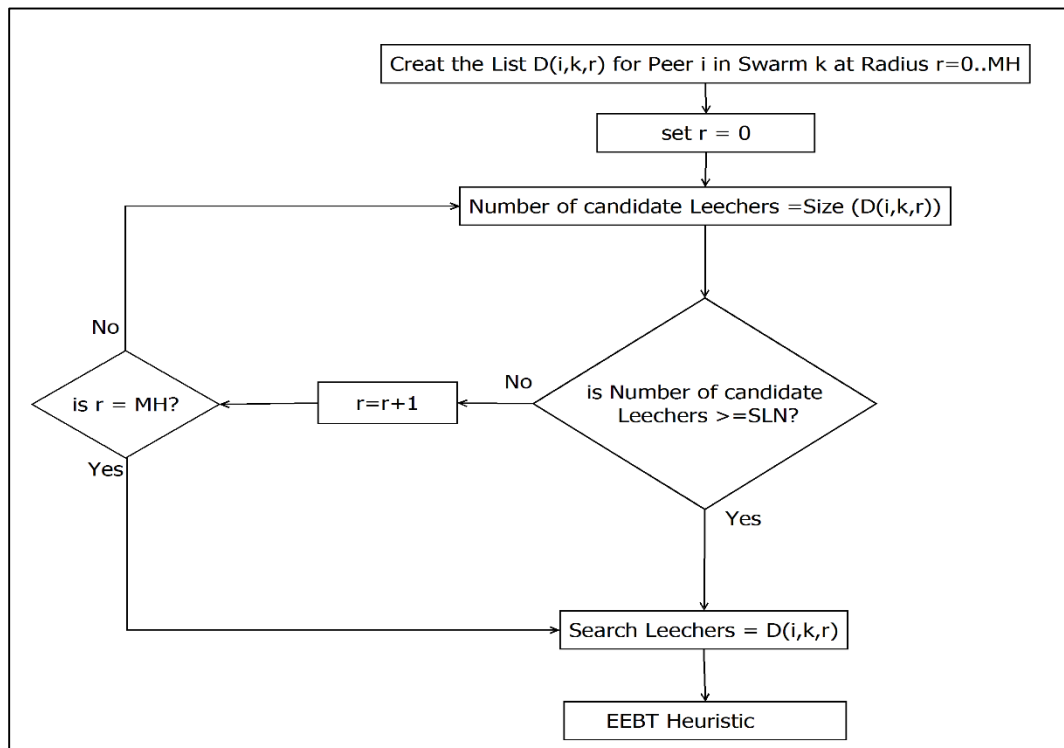 Creat the List D(i,k,r) for Peer i in Swarm k at Radius r=0..MH
set r = 0
Number of candidate Leechers =Size (D(i,k,r))
No
is r = MH?
Yes
r=r+1
No
is Number of candidate
Leechers >=SLN?
Yes
Search Leechers = D(i,k,r)
EEBT Heuristic